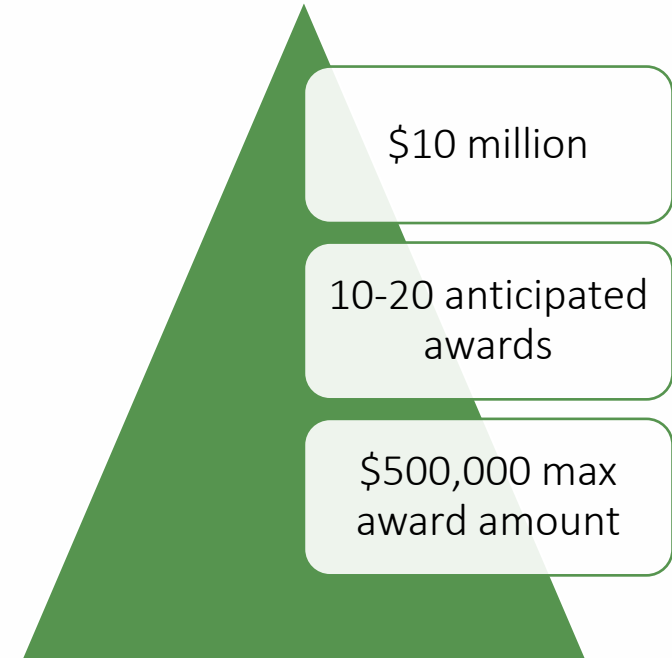 $10 million
10-20 anticipated
awards
$500,000 max
award amount